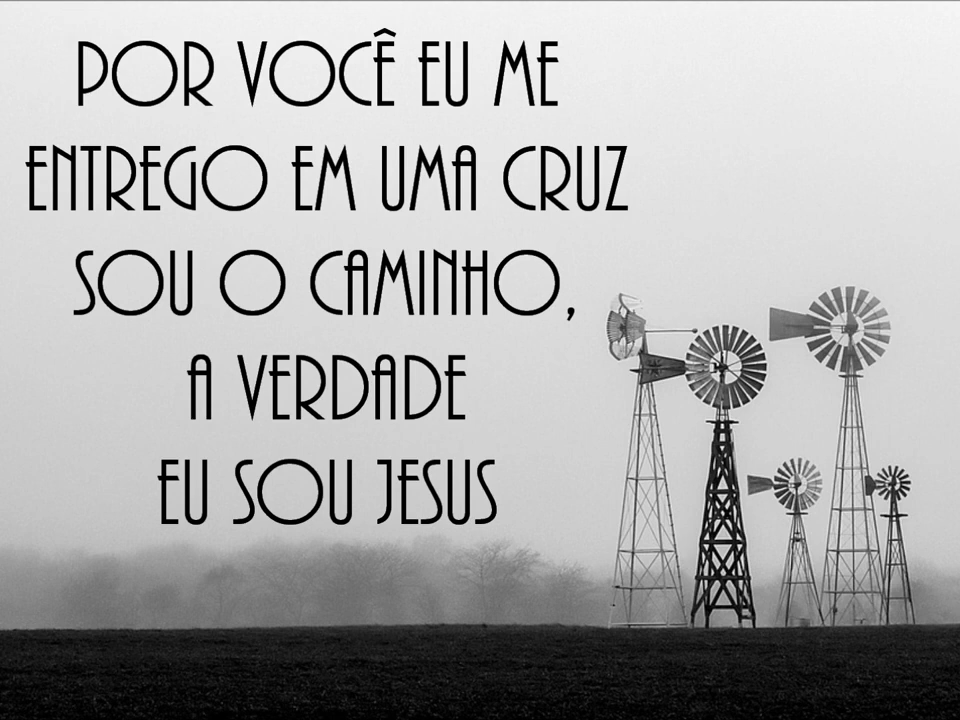 POR VOCÊ EU ME
ENTREGO EM UMA CRUZ
SOU O CAMINHO,
A VERDADE
EU SOU JESUS